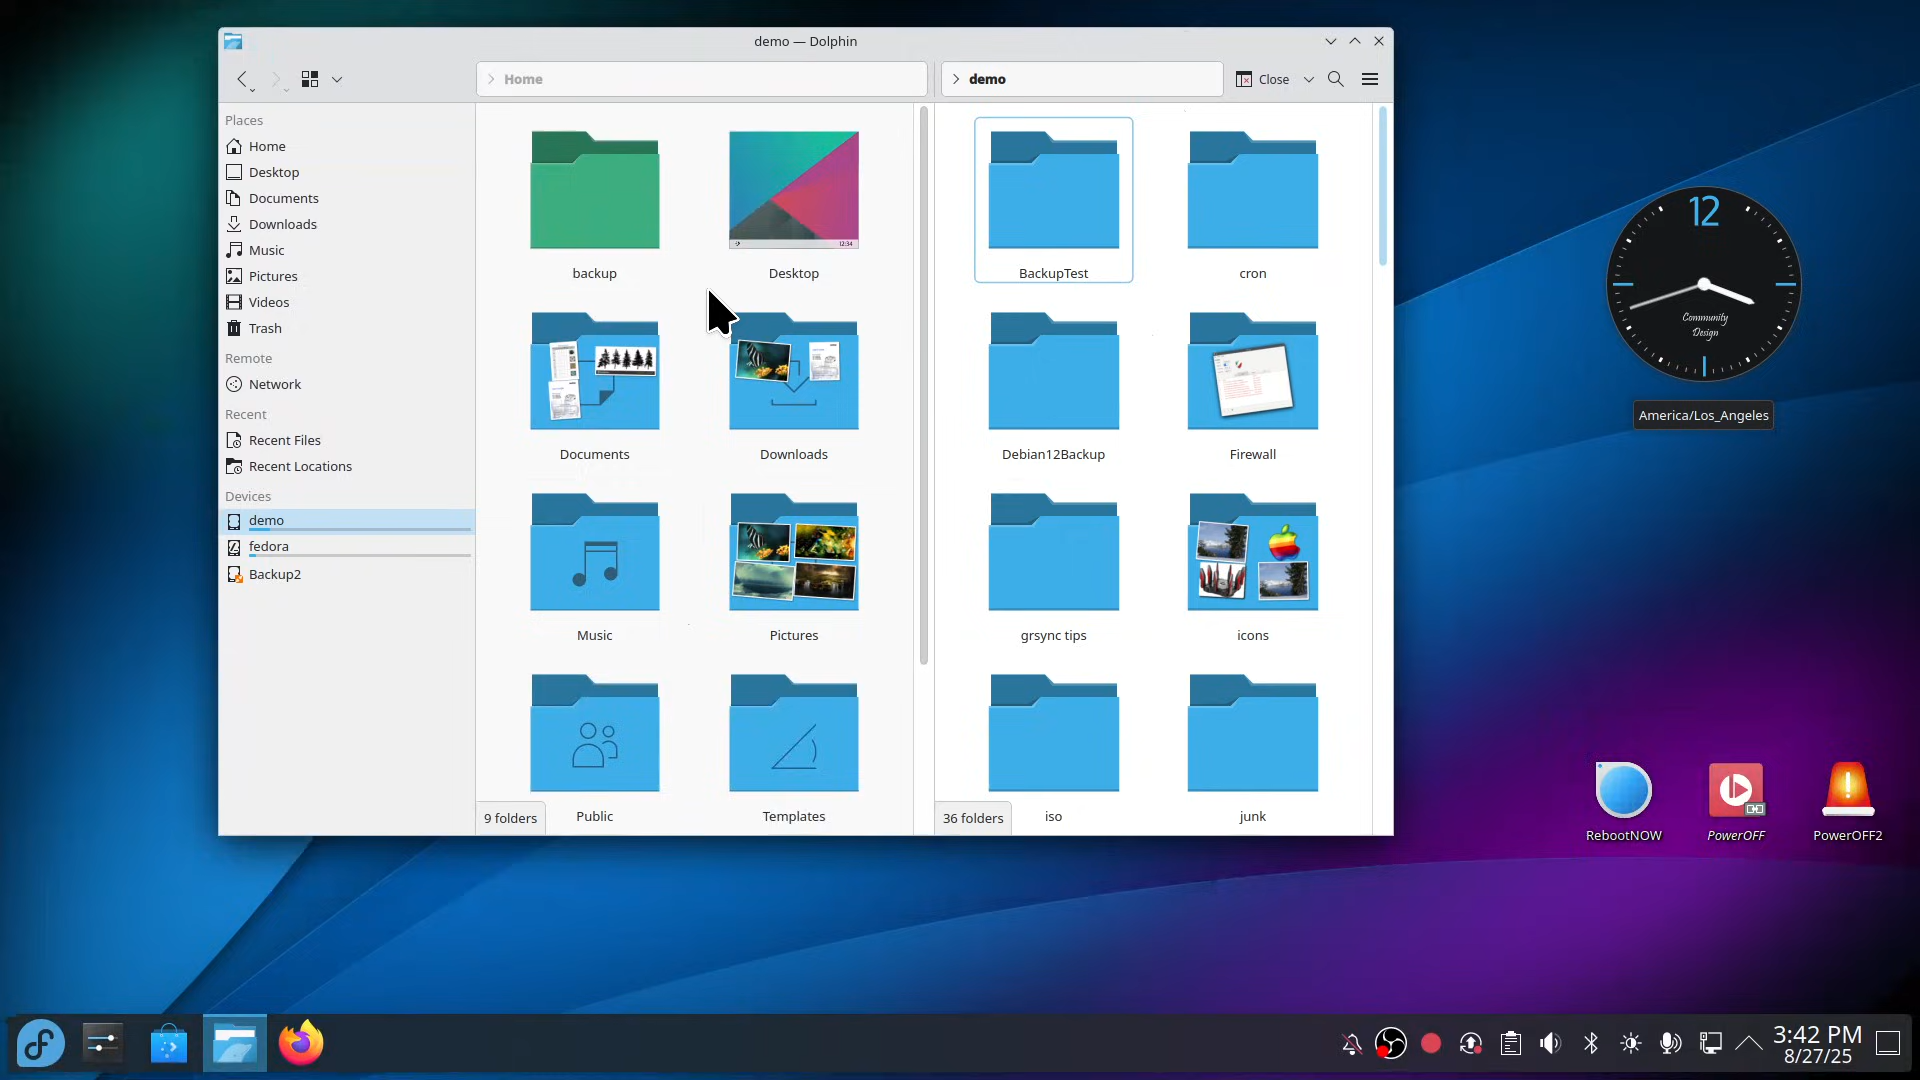 demo — Dolphin
Home
demo
Close
Places
Home
Desktop
Documents
Downloads
Music
Pictures
Videos
Trash
Remote
Network
Recent
Recent Files
Recent Locations
Devices
demo
fedora
Backup2
backup
Desktop
12:34
Documents
Downloads
Music
Pictures
Public
Templates
9 folders
BackupTest
cron
Debian12Backup
Firewall
grsync tips
icons
iso
junk
36 folders
12
Community
Design
America/Los_Angeles
RebootNOW
PowerOFF
PowerOFF2
3:42 PM
8/27/25